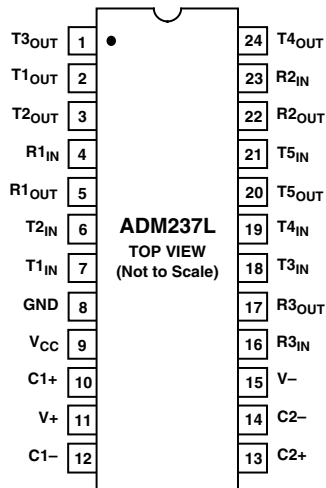 T3OUT 1 24 T4OUT
T1OUT 2 23 R2IN
T2OUT 3 22 R2OUT
R1IN 4 21 T5IN
R1OUT 5 20 T5OUT
T2IN 6 ADM237L 19 T4IN
TOP VIEW
T1IN 7 (Not to Scale) 18 T3IN
GND 8 17 R3OUT
VCC 9 16 R3IN
C1+ 10 15 V–
V+ 11 14 C2–
C1– 12 13 C2+